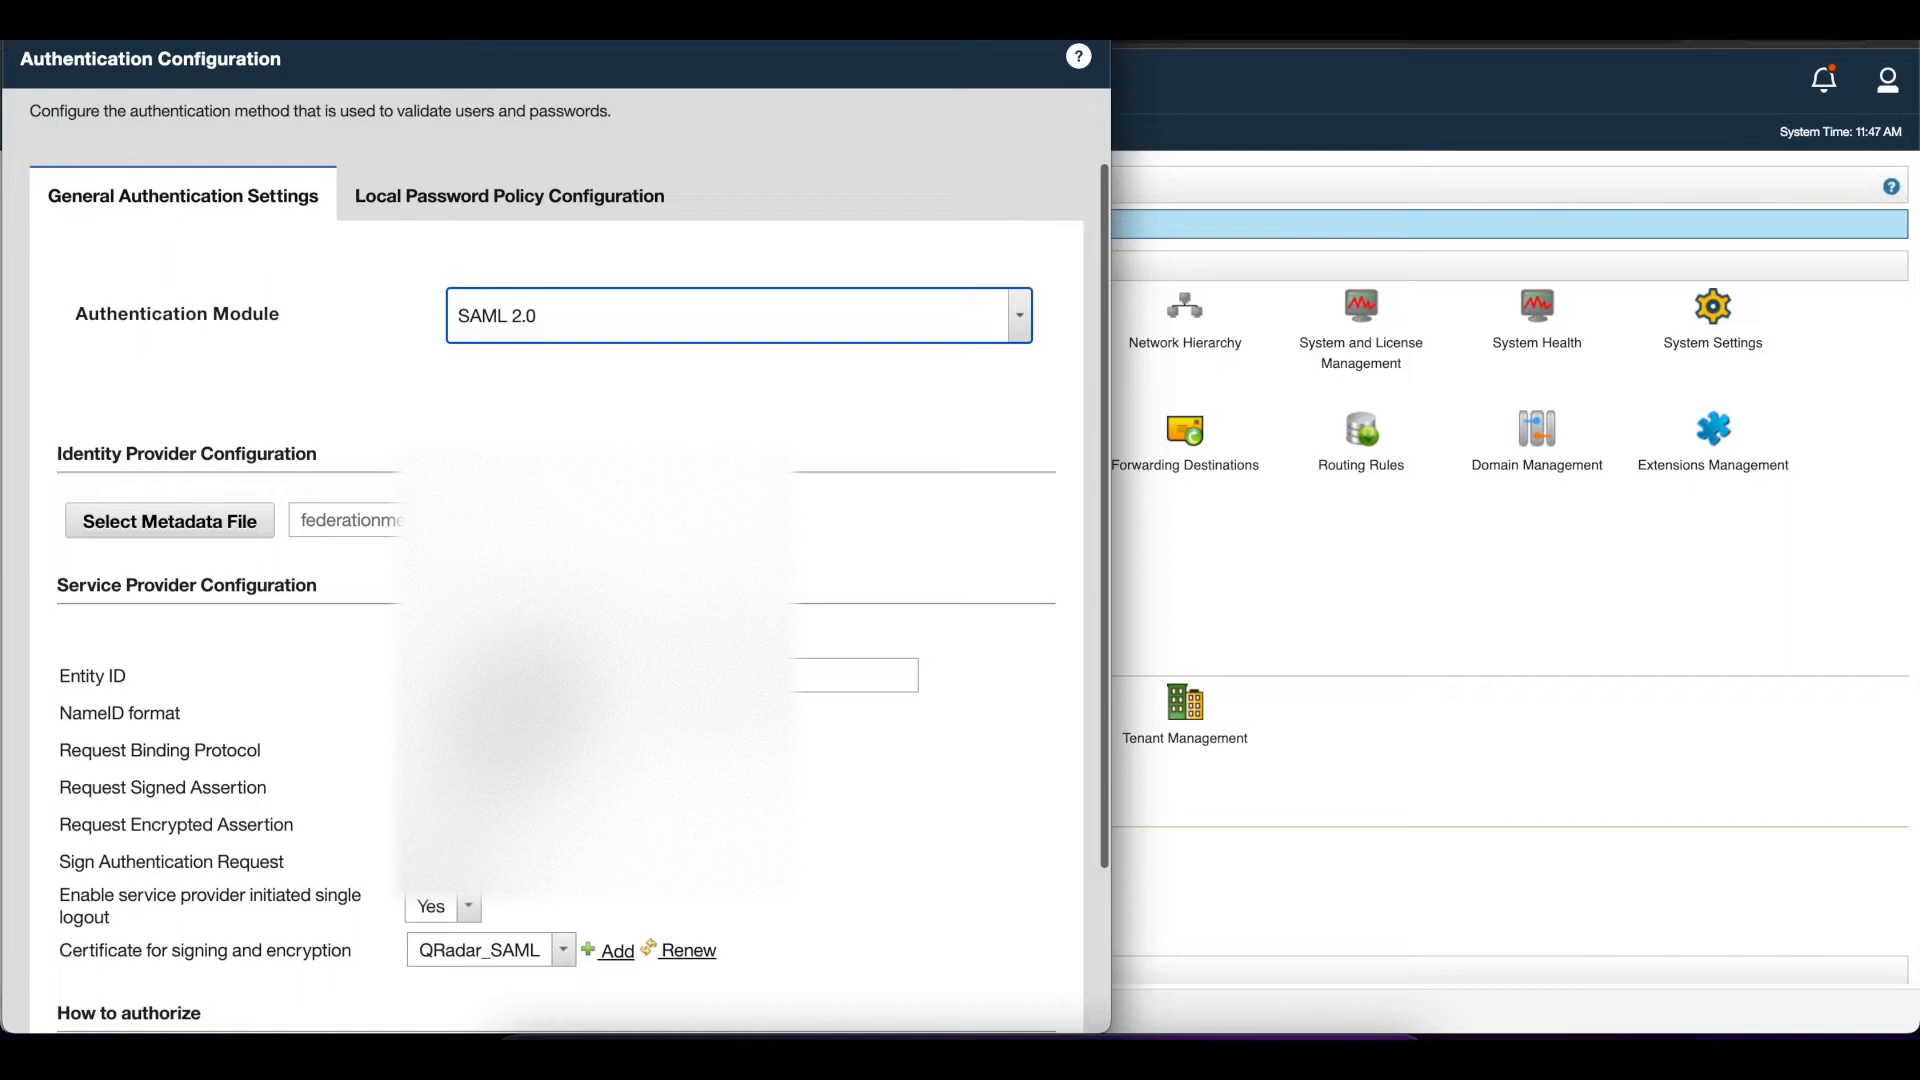 Authentication Configuration
?
Configure the authentication method that is used to validate users and passwords.
General Authentication Settings
Local Password Policy Configuration
Authentication Module
SAML 2.0
Identity Provider Configuration
Select Metadata File
Service Provider Configuration
Entity ID
NameID format
Request Binding Protocol
Request Signed Assertion
Request Encrypted Assertion
Sign Authentication Request
Enable service provider initiated single
logout
Yes
Certificate for signing and encryption
QRadar_SAML
Add
Renew
How to authorize
System Time: 11:47 AM
?
Network Hierarchy
System and License
Management
System Health
System Settings
Forwarding Destinations
Routing Rules
Domain Management
Extensions Management
Tenant Management